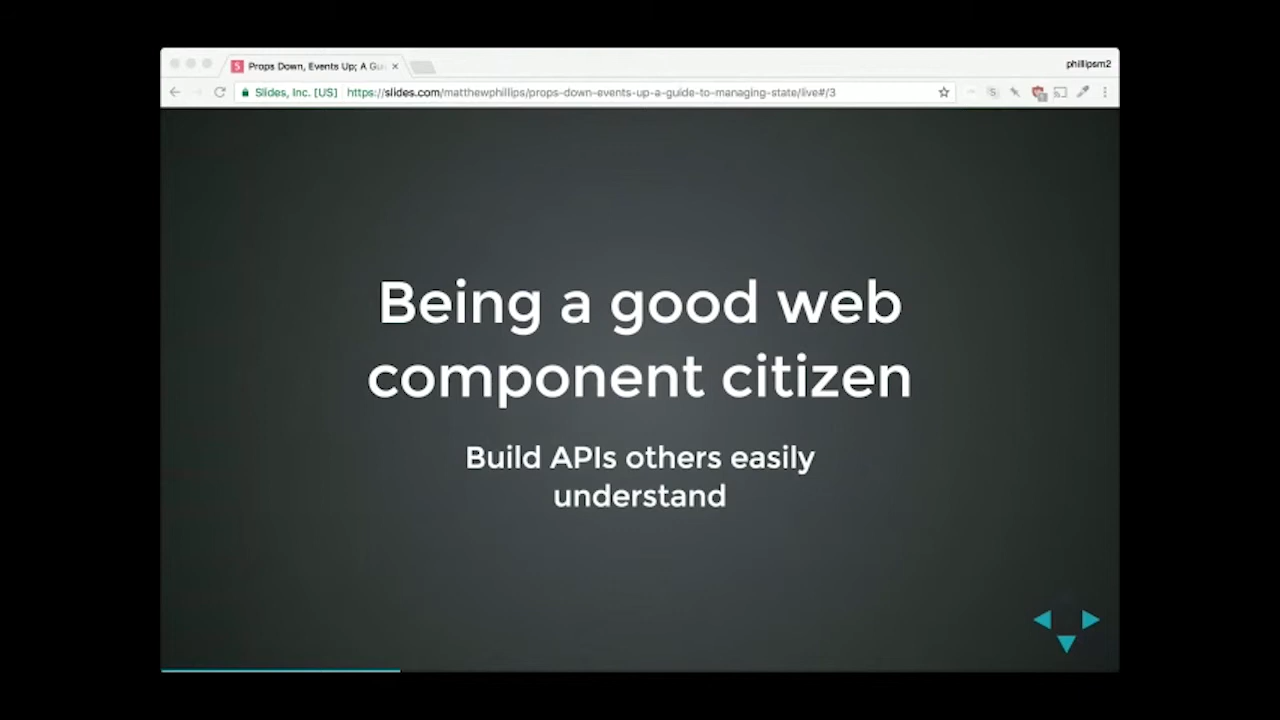 S Props Down, Events Up; A Gu
phillipsm2
Slides, Inc. [US] https://slides.com/matthewphillips/props-down-events-up-a-guide-to-managing-state/live#/3
Being a good web
component citizen
Build APIs others easily
understand